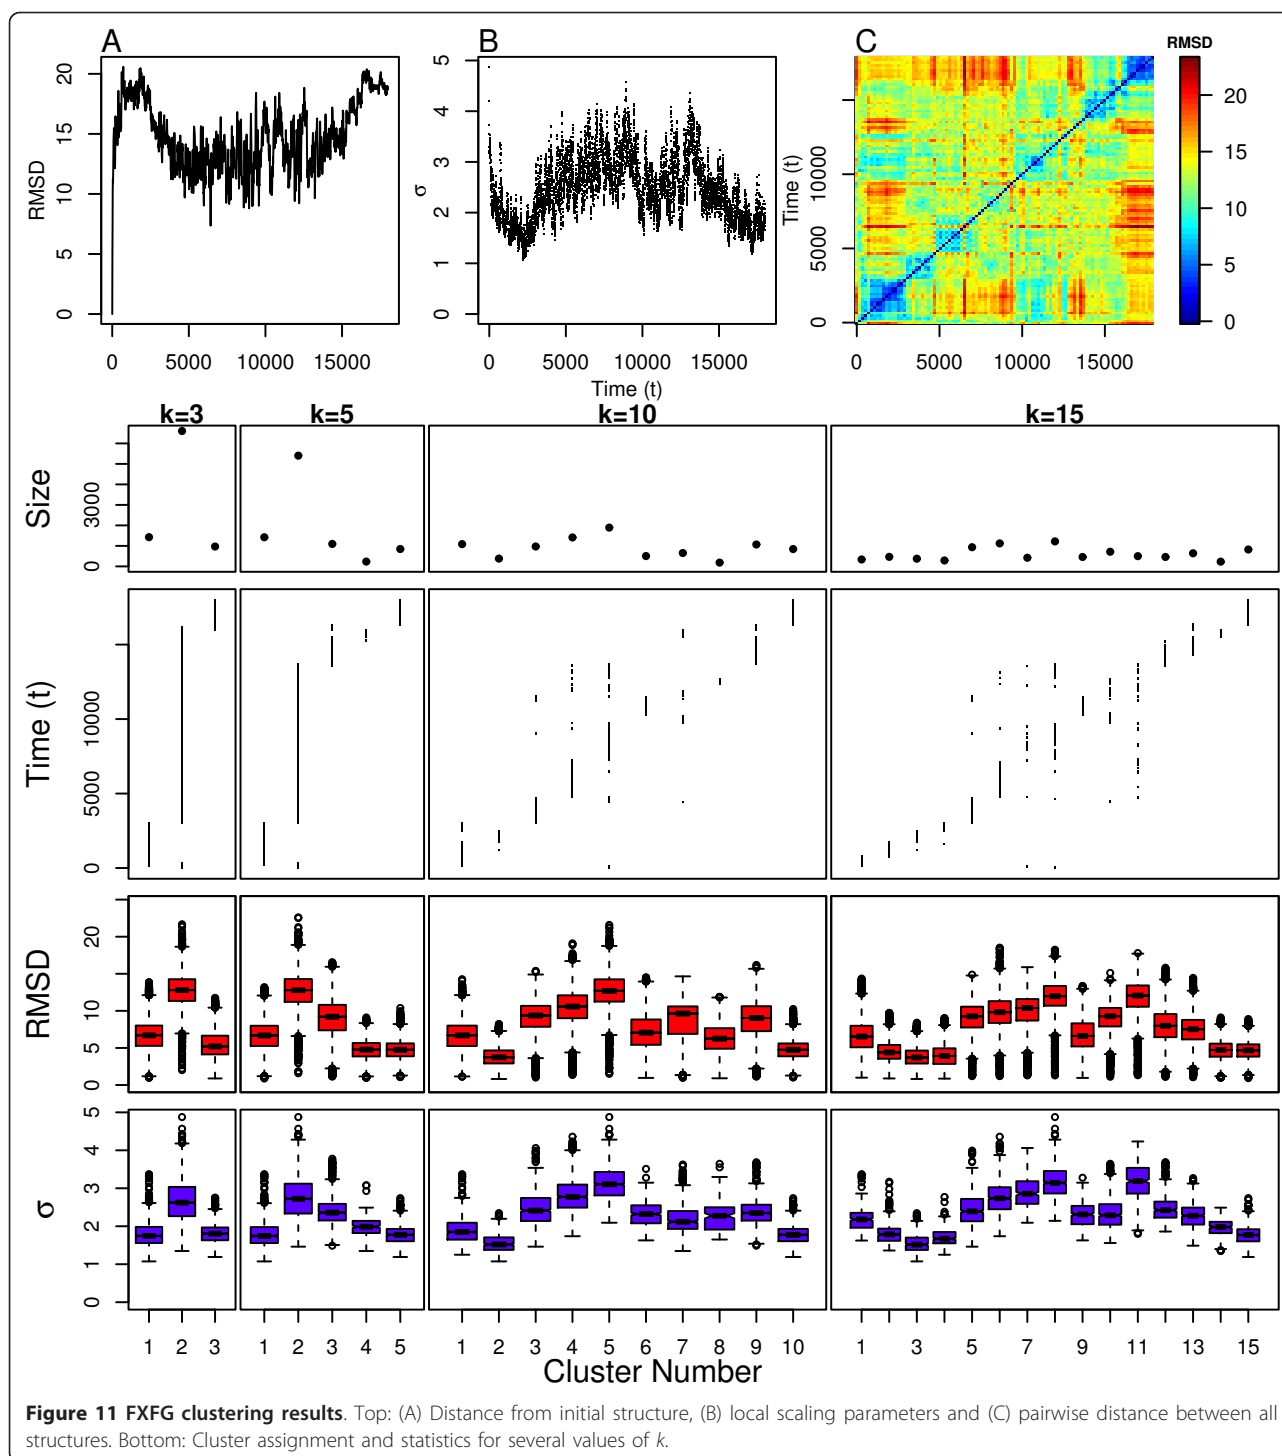 A B C
RMSD
RMSD
20
15
10
5
0
σ
5
4
3
2
1
0
Time (t)
10000
5000
0
20
15
10
5
0
0 5000 10000 15000
0 5000 10000 15000
0 5000 10000 15000
Time (t)
k=3 k=5 k=10 k=15
Size
3000
0
Time (t)
10000
5000
0
RMSD
20
10
5
0
σ
5
4
3
2
1
0
1 2 3 1 2 3 4 5 1 2 3 4 5 6 7 8 9 10 1 3 5 7 9 11 13 15
Cluster Number
Figure 11 FXFG clustering results. Top: (A) Distance from initial structure, (B) local scaling parameters and (C) pairwise distance between all
structures. Bottom: Cluster assignment and statistics for several values of k.